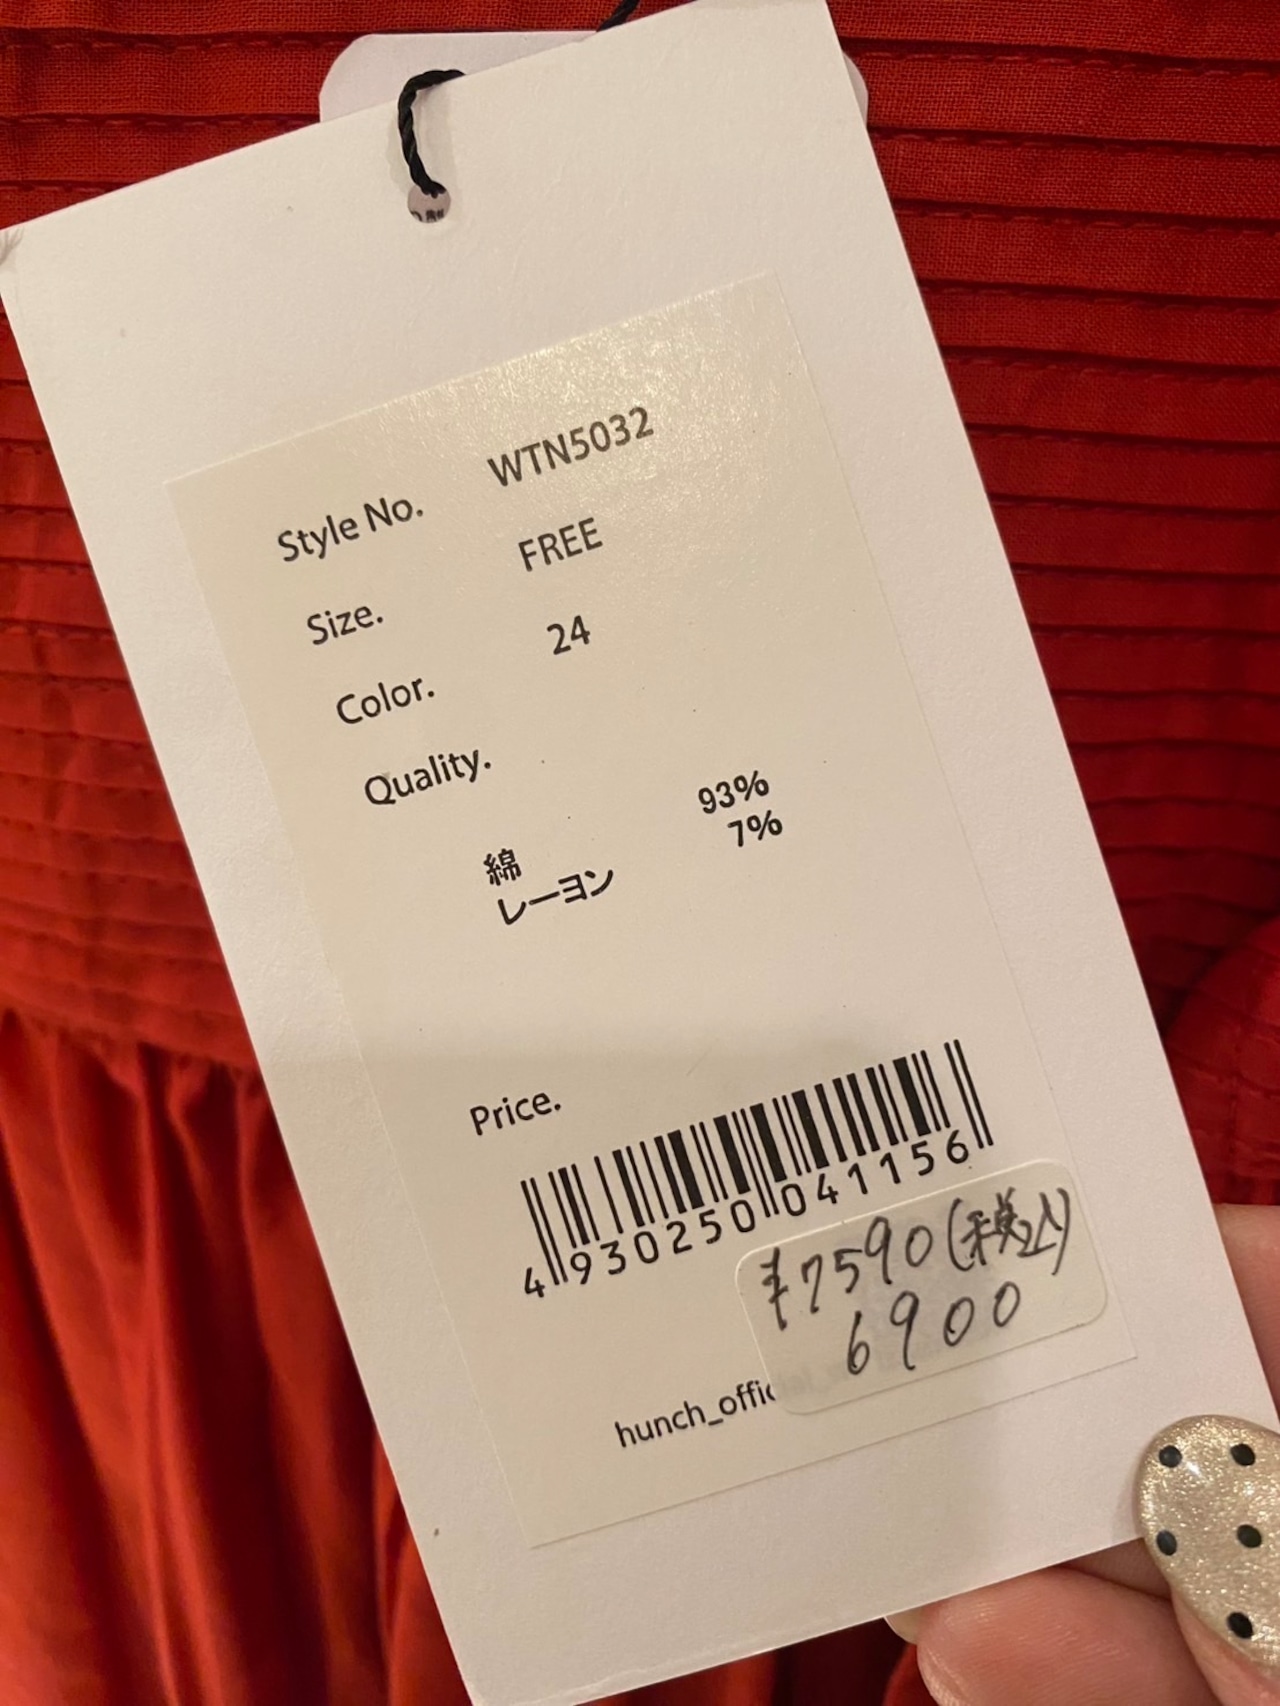 Style No. WTN5032
Size. FREE
Color. 24
Quality.
綿 93%
レーヨン 7%
Price.
4930250041156
¥7590(税込)
6900
hunch_offic